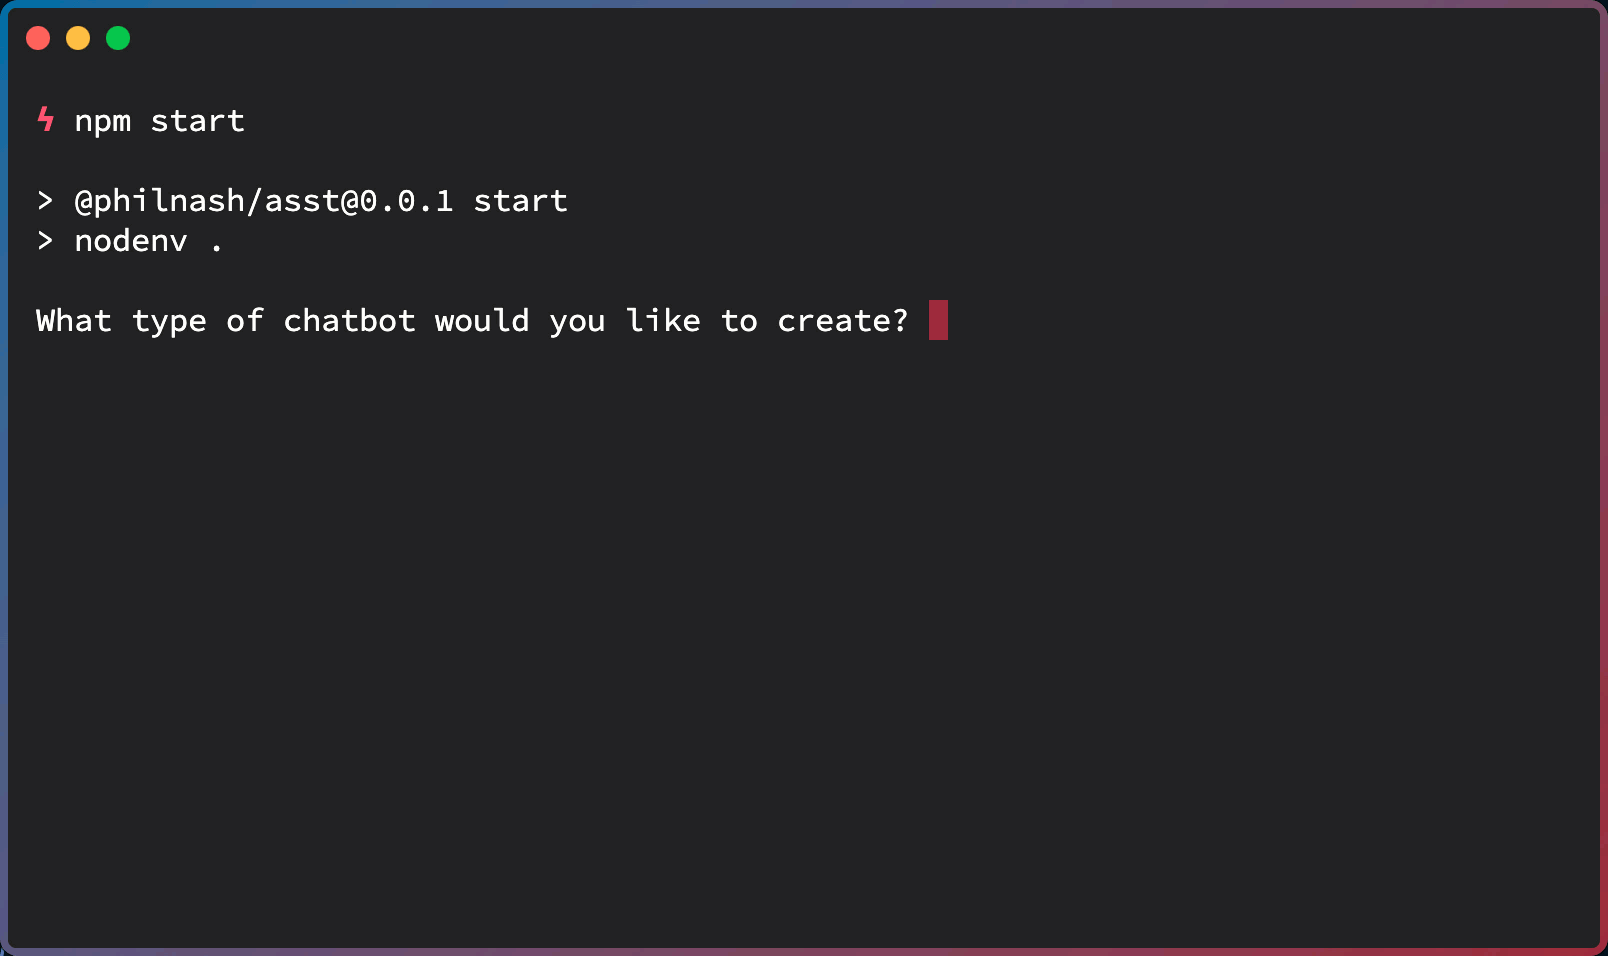 ϟ npm start
> @philnash/asst@0.0.1 start
> nodenv .
What type of chatbot would you like to create?